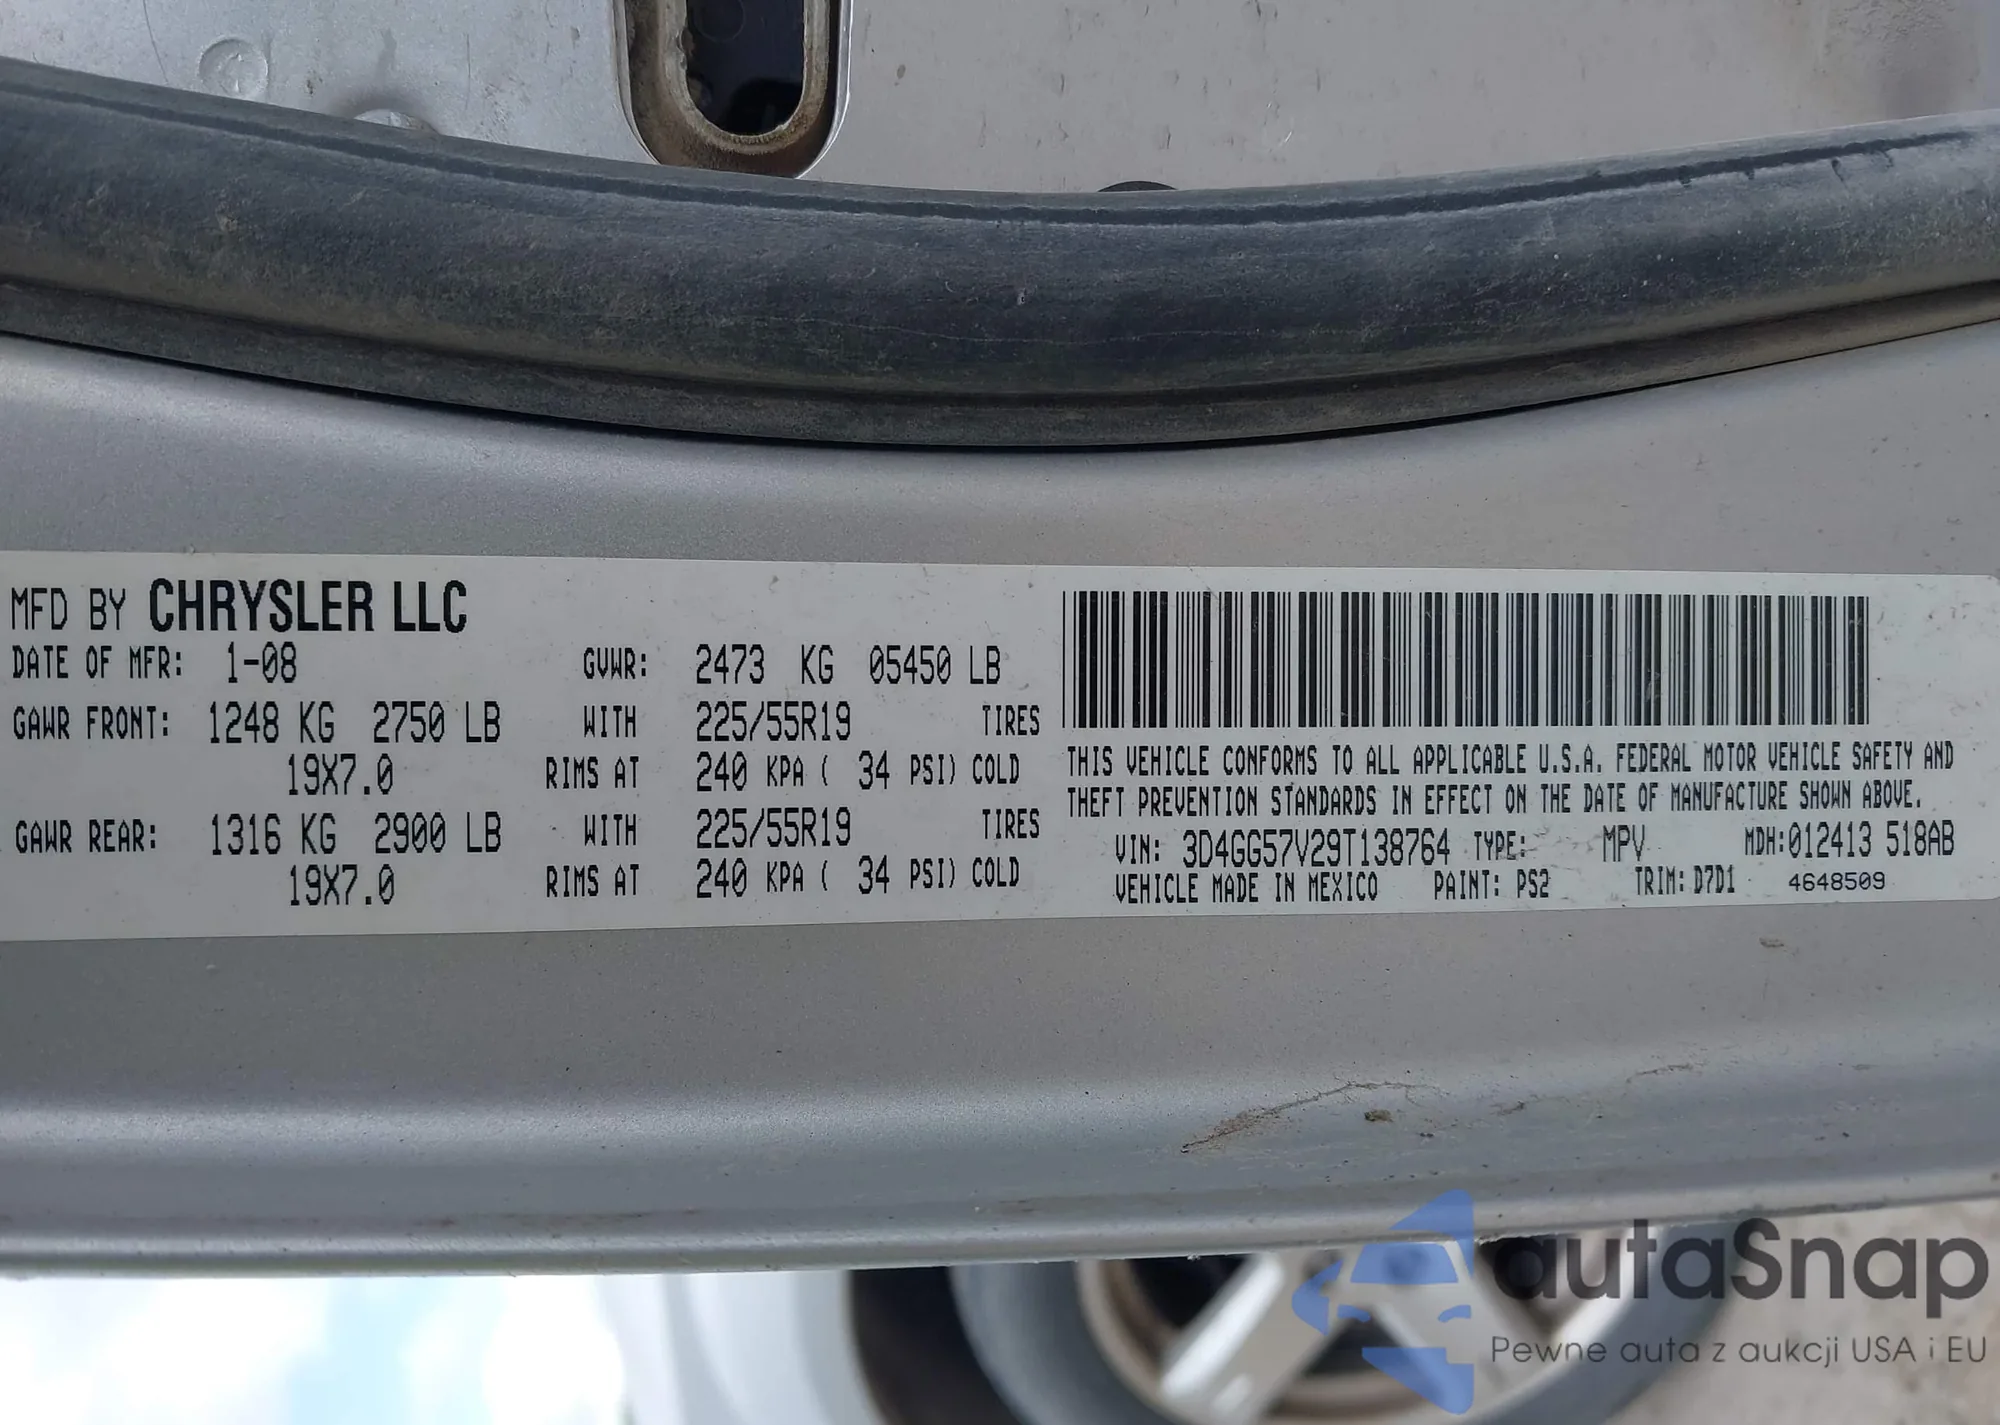 MFD BY CHRYSLER LLC
DATE OF MFR: 1-08 GVWR: 2473 KG 05450 LB
GAWR FRONT: 1248 KG 2750 LB WITH 225/55R19 TIRES
19X7.0 RIMS AT 240 KPA ( 34 PSI) COLD
GAWR REAR: 1316 KG 2900 LB WITH 225/55R19 TIRES
19X7.0 RIMS AT 240 KPA ( 34 PSI) COLD
THIS VEHICLE CONFORMS TO ALL APPLICABLE U.S.A. FEDERAL MOTOR VEHICLE SAFETY AND
THEFT PREVENTION STANDARDS IN EFFECT ON THE DATE OF MANUFACTURE SHOWN ABOVE.
VIN: 3D4GG57V29T138764 TYPE: MPV MDH:012413 518AB
VEHICLE MADE IN MEXICO PAINT: PS2 TRIM: D7D1 4648509
autaSnap
Pewne auta z aukcji USA i EU